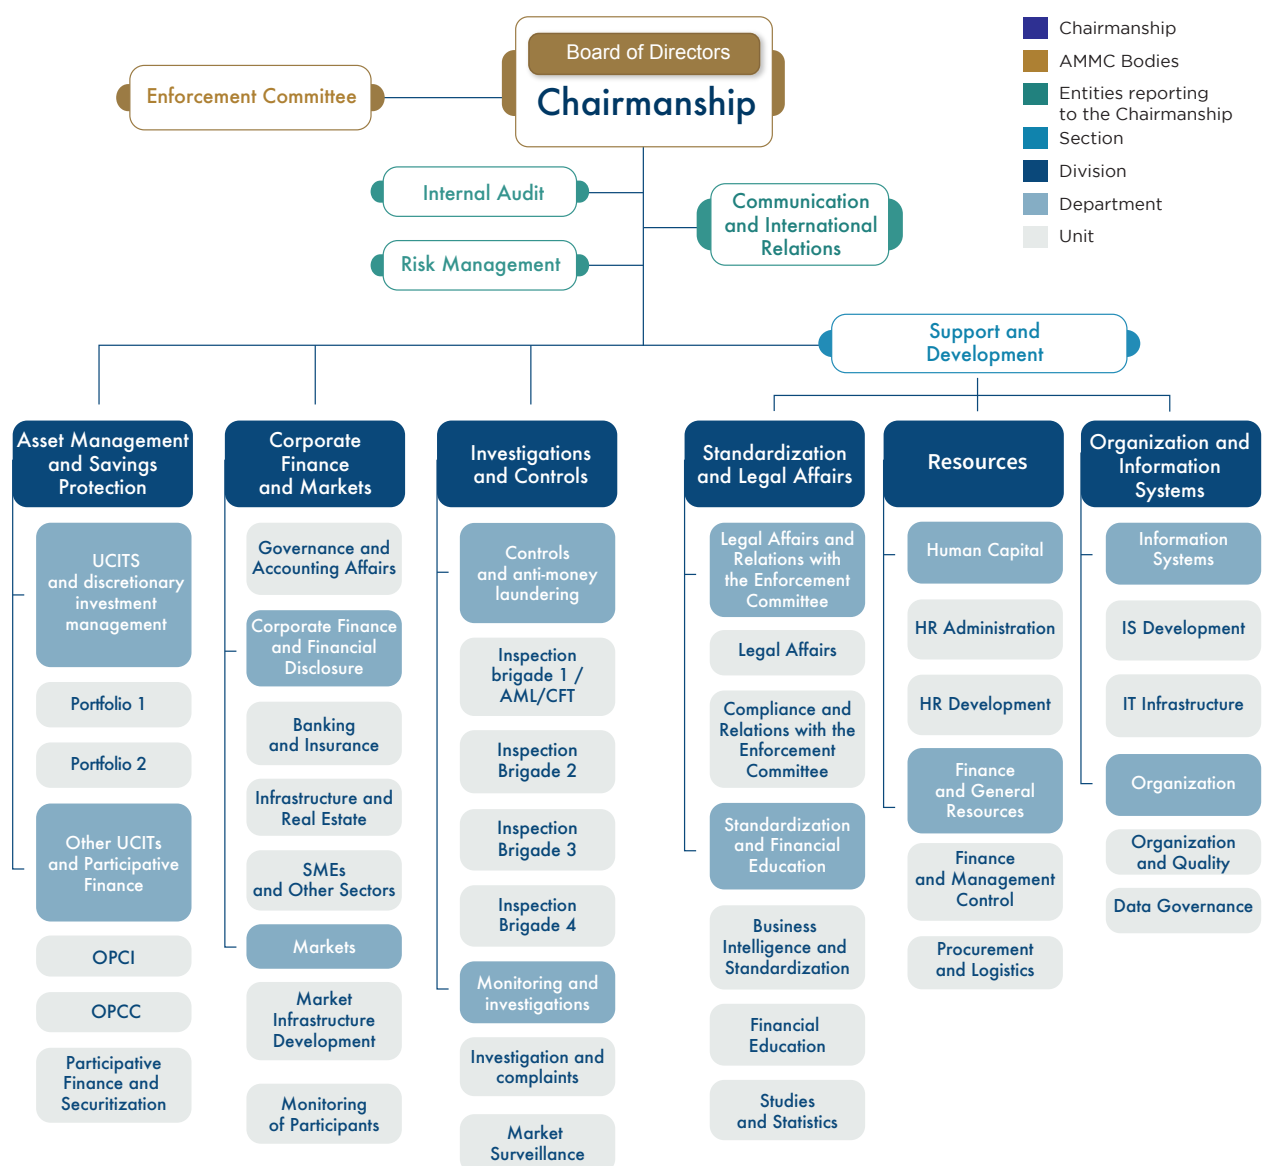 Board of Directors
Chairmanship
Enforcement Committee
Chairmanship
AMMC Bodies
Entities reporting
to the Chairmanship
Section
Division
Department
Unit
Internal Audit
Communication
and International
Relations
Risk Management
Support and
Development
Asset Management
and Savings
Protection
UCITS
and discretionary
investment
management
Portfolio 1
Portfolio 2
Other UCITs
and Participative
Finance
OPCI
OPCC
Participative
Finance and
Securitization
Corporate
Finance
and Markets
Governance and
Accounting Affairs
Corporate Finance
and Financial
Disclosure
Banking
and Insurance
Infrastructure and
Real Estate
SMEs
and Other Sectors
Markets
Market
Infrastructure
Development
Monitoring
of Participants
Investigations
and Controls
Controls
and anti-money
laundering
Inspection
brigade 1 /
AML/CFT
Inspection
Brigade 2
Inspection
Brigade 3
Inspection
Brigade 4
Monitoring and
investigations
Investigation and
complaints
Market
Surveillance
Standardization
and Legal Affairs
Legal Affairs and
Relations with
the Enforcement
Committee
Legal Affairs
Compliance and
Relations with the
Enforcement
Committee
Standardization
and Financial
Education
Business
Intelligence and
Standardization
Financial
Education
Studies
and Statistics
Resources
Human Capital
HR Administration
HR Development
Finance
and General
Resources
Finance
and Management
Control
Procurement
and Logistics
Organization and
Information
Systems
Information
Systems
IS Development
IT Infrastructure
Organization
Organization
and Quality
Data Governance